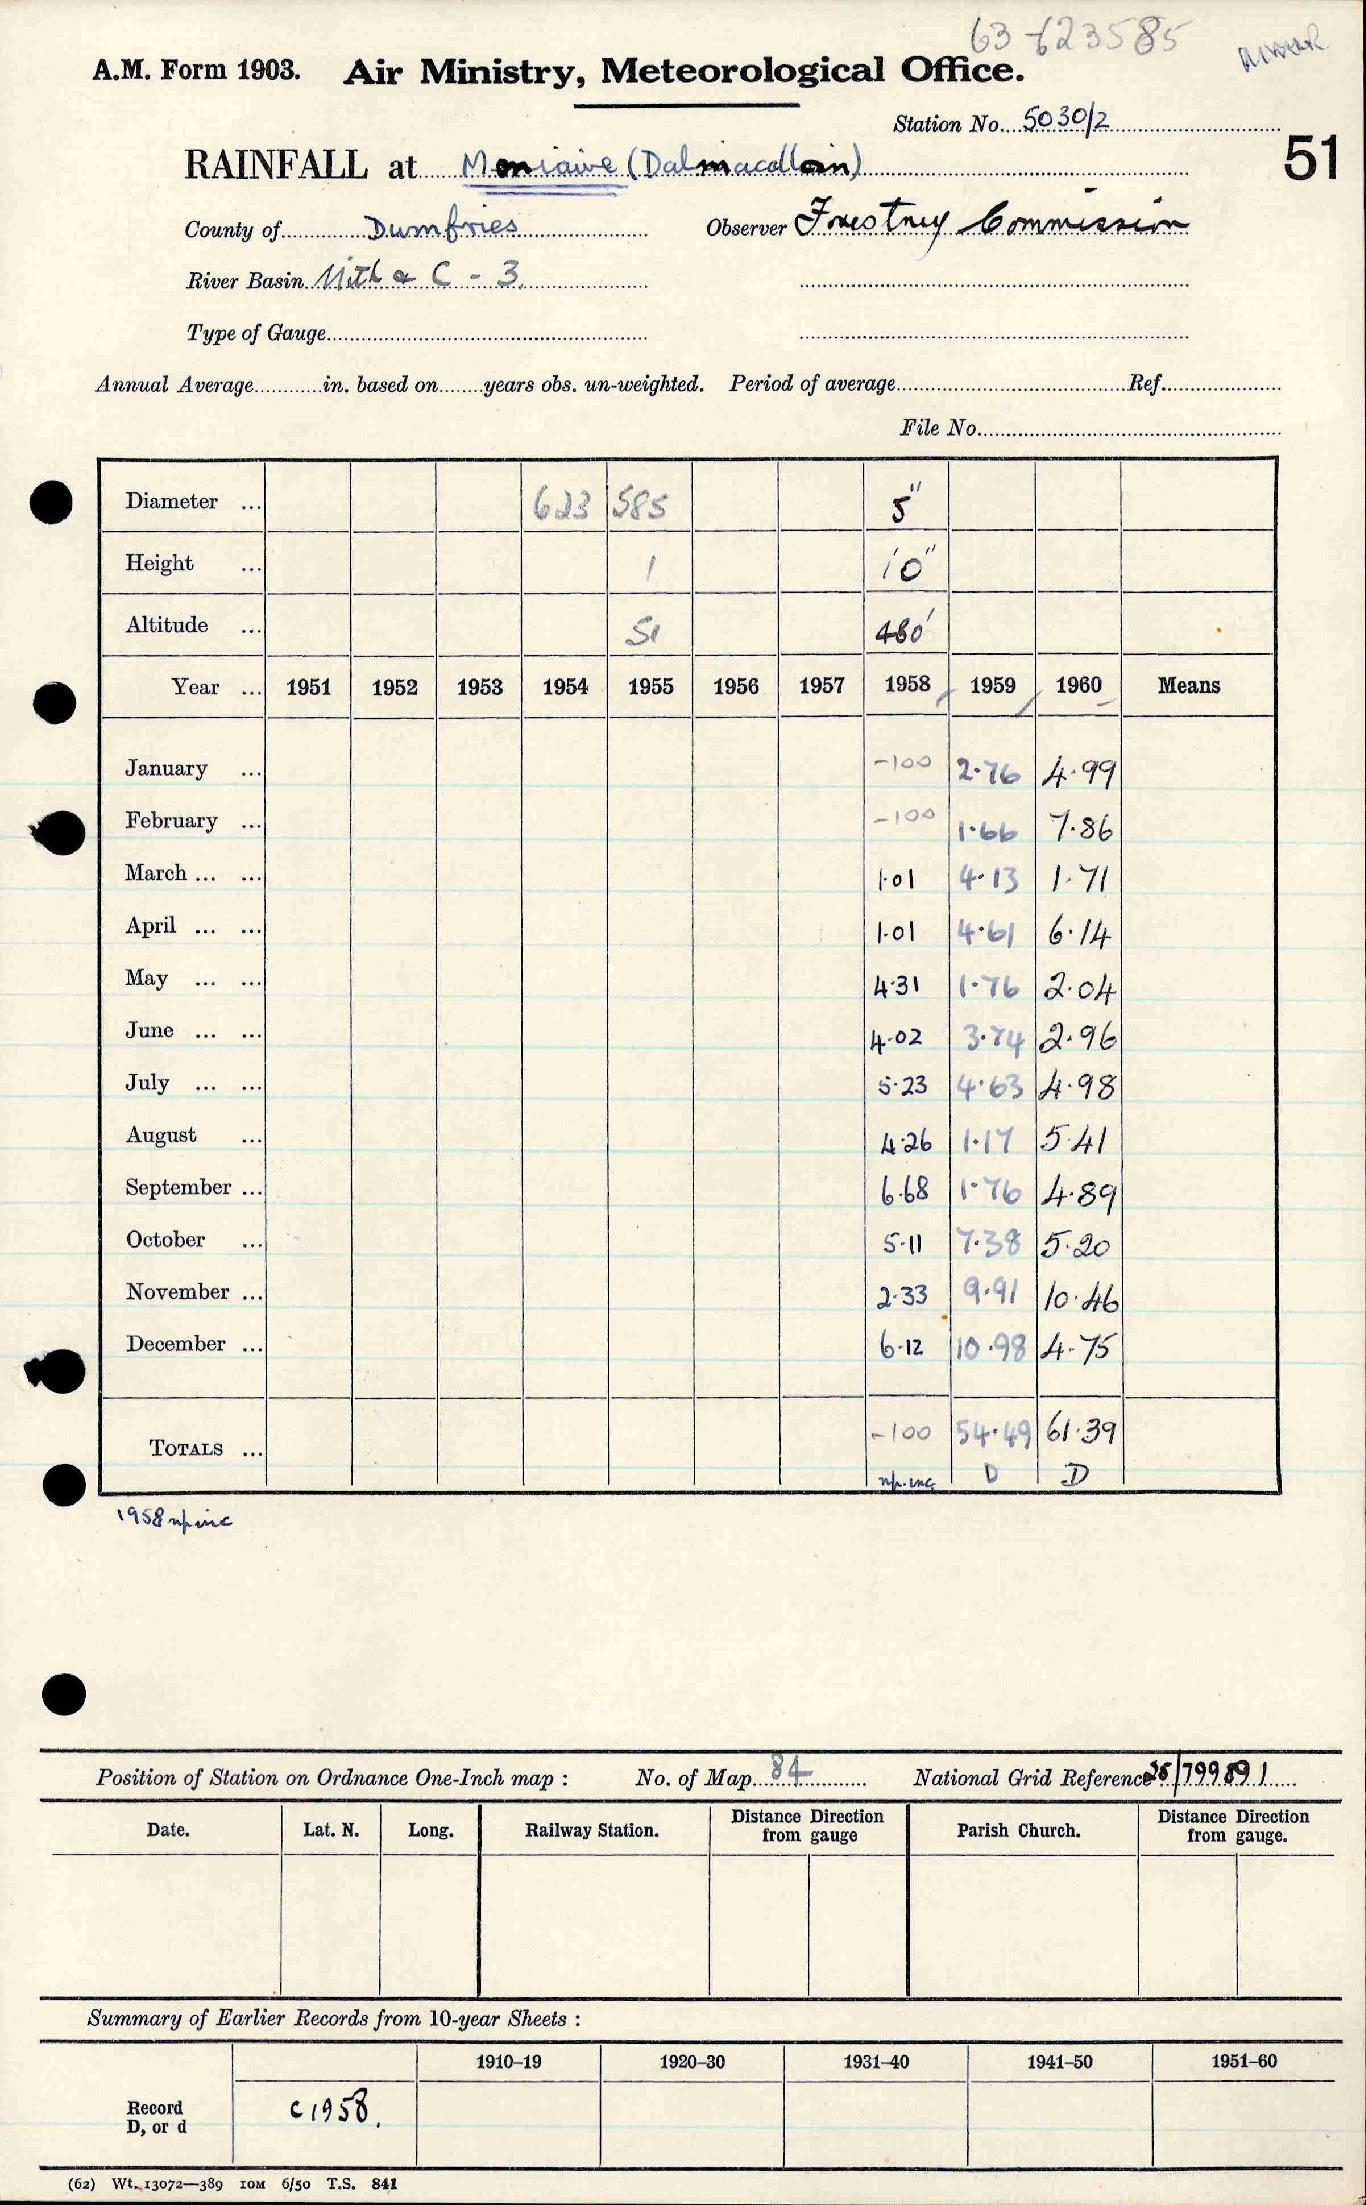 63-623585
A.M. Form 1903. Air Ministry, Meteorological Office.
Station No. 5030/2
51
RAINFALL at Moniaive (Dalmacallan)
County of Dumfries Observer Forestry Commission
River Basin Nith & C - 3.
Type of Gauge
Annual Average in. based on years obs. un-weighted. Period of average Ref.
File No.
Diameter ... 623 585 5"
Height ... 1 10"
Altitude ... 51 480'
Year ... 1951 1952 1953 1954 1955 1956 1957 1958 1959 1960 Means
January ... -100 2.76 4.99
February ... -100 1.66 7.86
March ... ... 1.01 4.13 1.71
April ... ... 1.01 4.61 6.14
May ... ... 4.31 1.76 2.04
June ... ... 4.02 3.74 2.96
July ... ... 5.23 4.63 4.98
August ... 4.26 1.17 5.41
September ... 6.68 1.76 4.89
October ... 5.11 7.38 5.20
November ... 2.33 9.91 10.46
December ... 6.12 10.98 4.75
TOTALS ... -100 54.49 61.39
np.inc D D
1958 np inc
Position of Station on Ordnance One-Inch map : No. of Map 84 National Grid Reference 25/799891
Date. Lat. N. Long. Railway Station. Distance Direction from gauge Parish Church. Distance Direction from gauge.
Summary of Earlier Records from 10-year Sheets :
1910–19 1920–30 1931–40 1941–50 1951–60
Record D, or d c1958.
(62) Wt. 13072—389 10M 6/50 T.S. 841